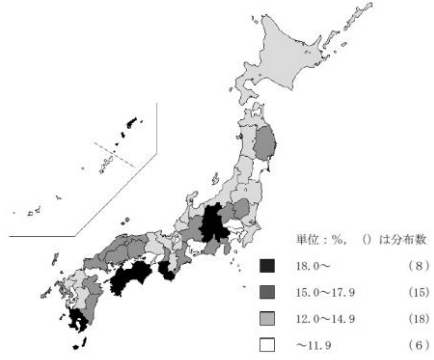 単位：%, () は分布数
18.0～ (8)
15.0～17.9 (15)
12.0～14.9 (18)
～11.9 (6)